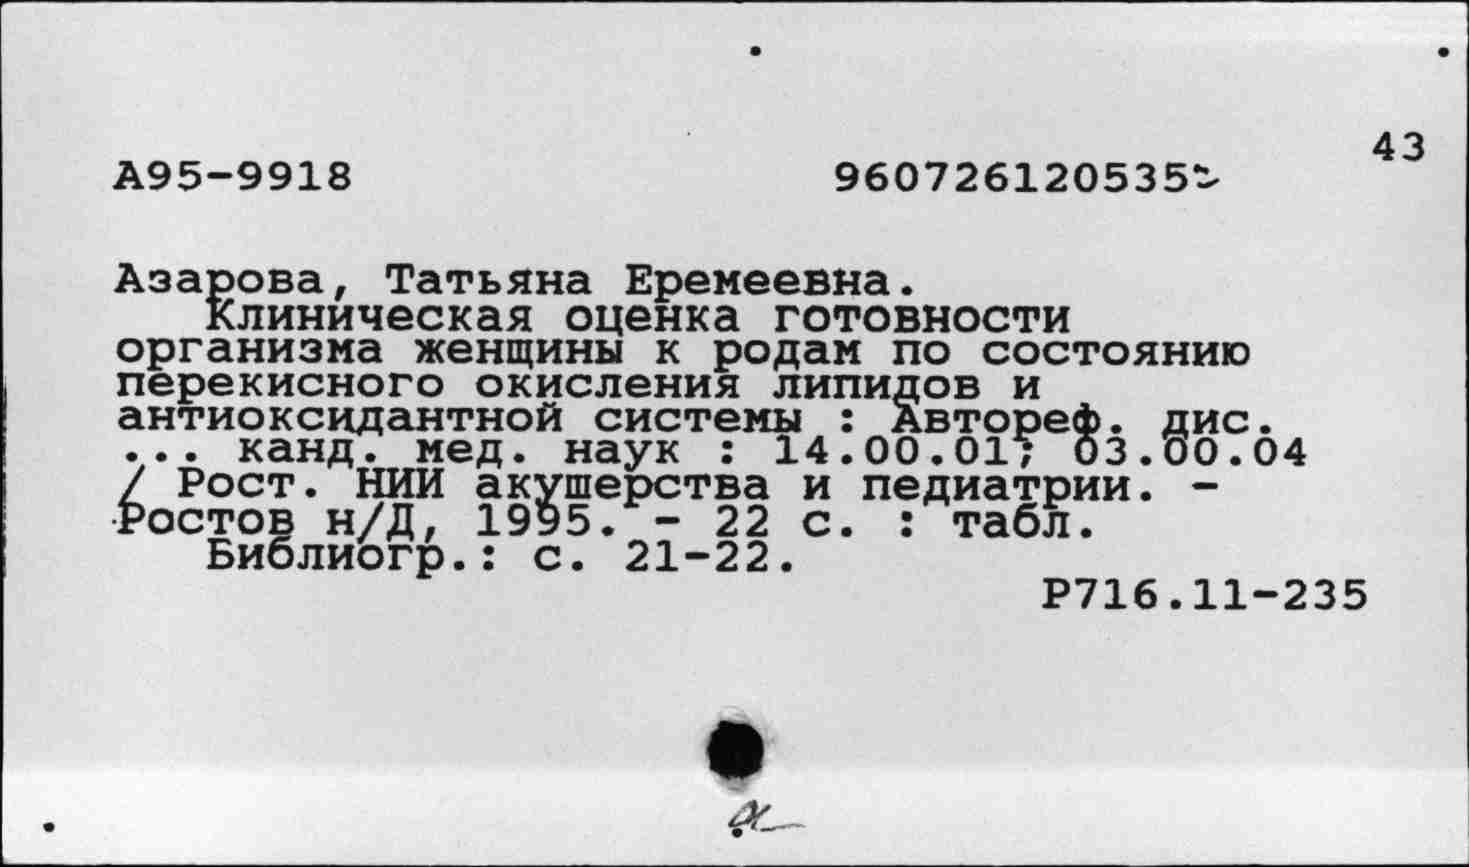 43
А95-9918 960726120535
Азарова, Татьяна Еремеевна.
Клиническая оценка готовности
организма женщины к родам по состоянию
перекисного окисления липидов и
антиоксидантной системы : Автореф. дис.
... канд. мед. наук : 14.00.01; 03.00.04
/ Рост. НИИ акушерства и педиатрии. -
Ростов н/Д, 1995. - 22 с. : табл.
Библиогр.: с. 21-22.
Р716.11-235